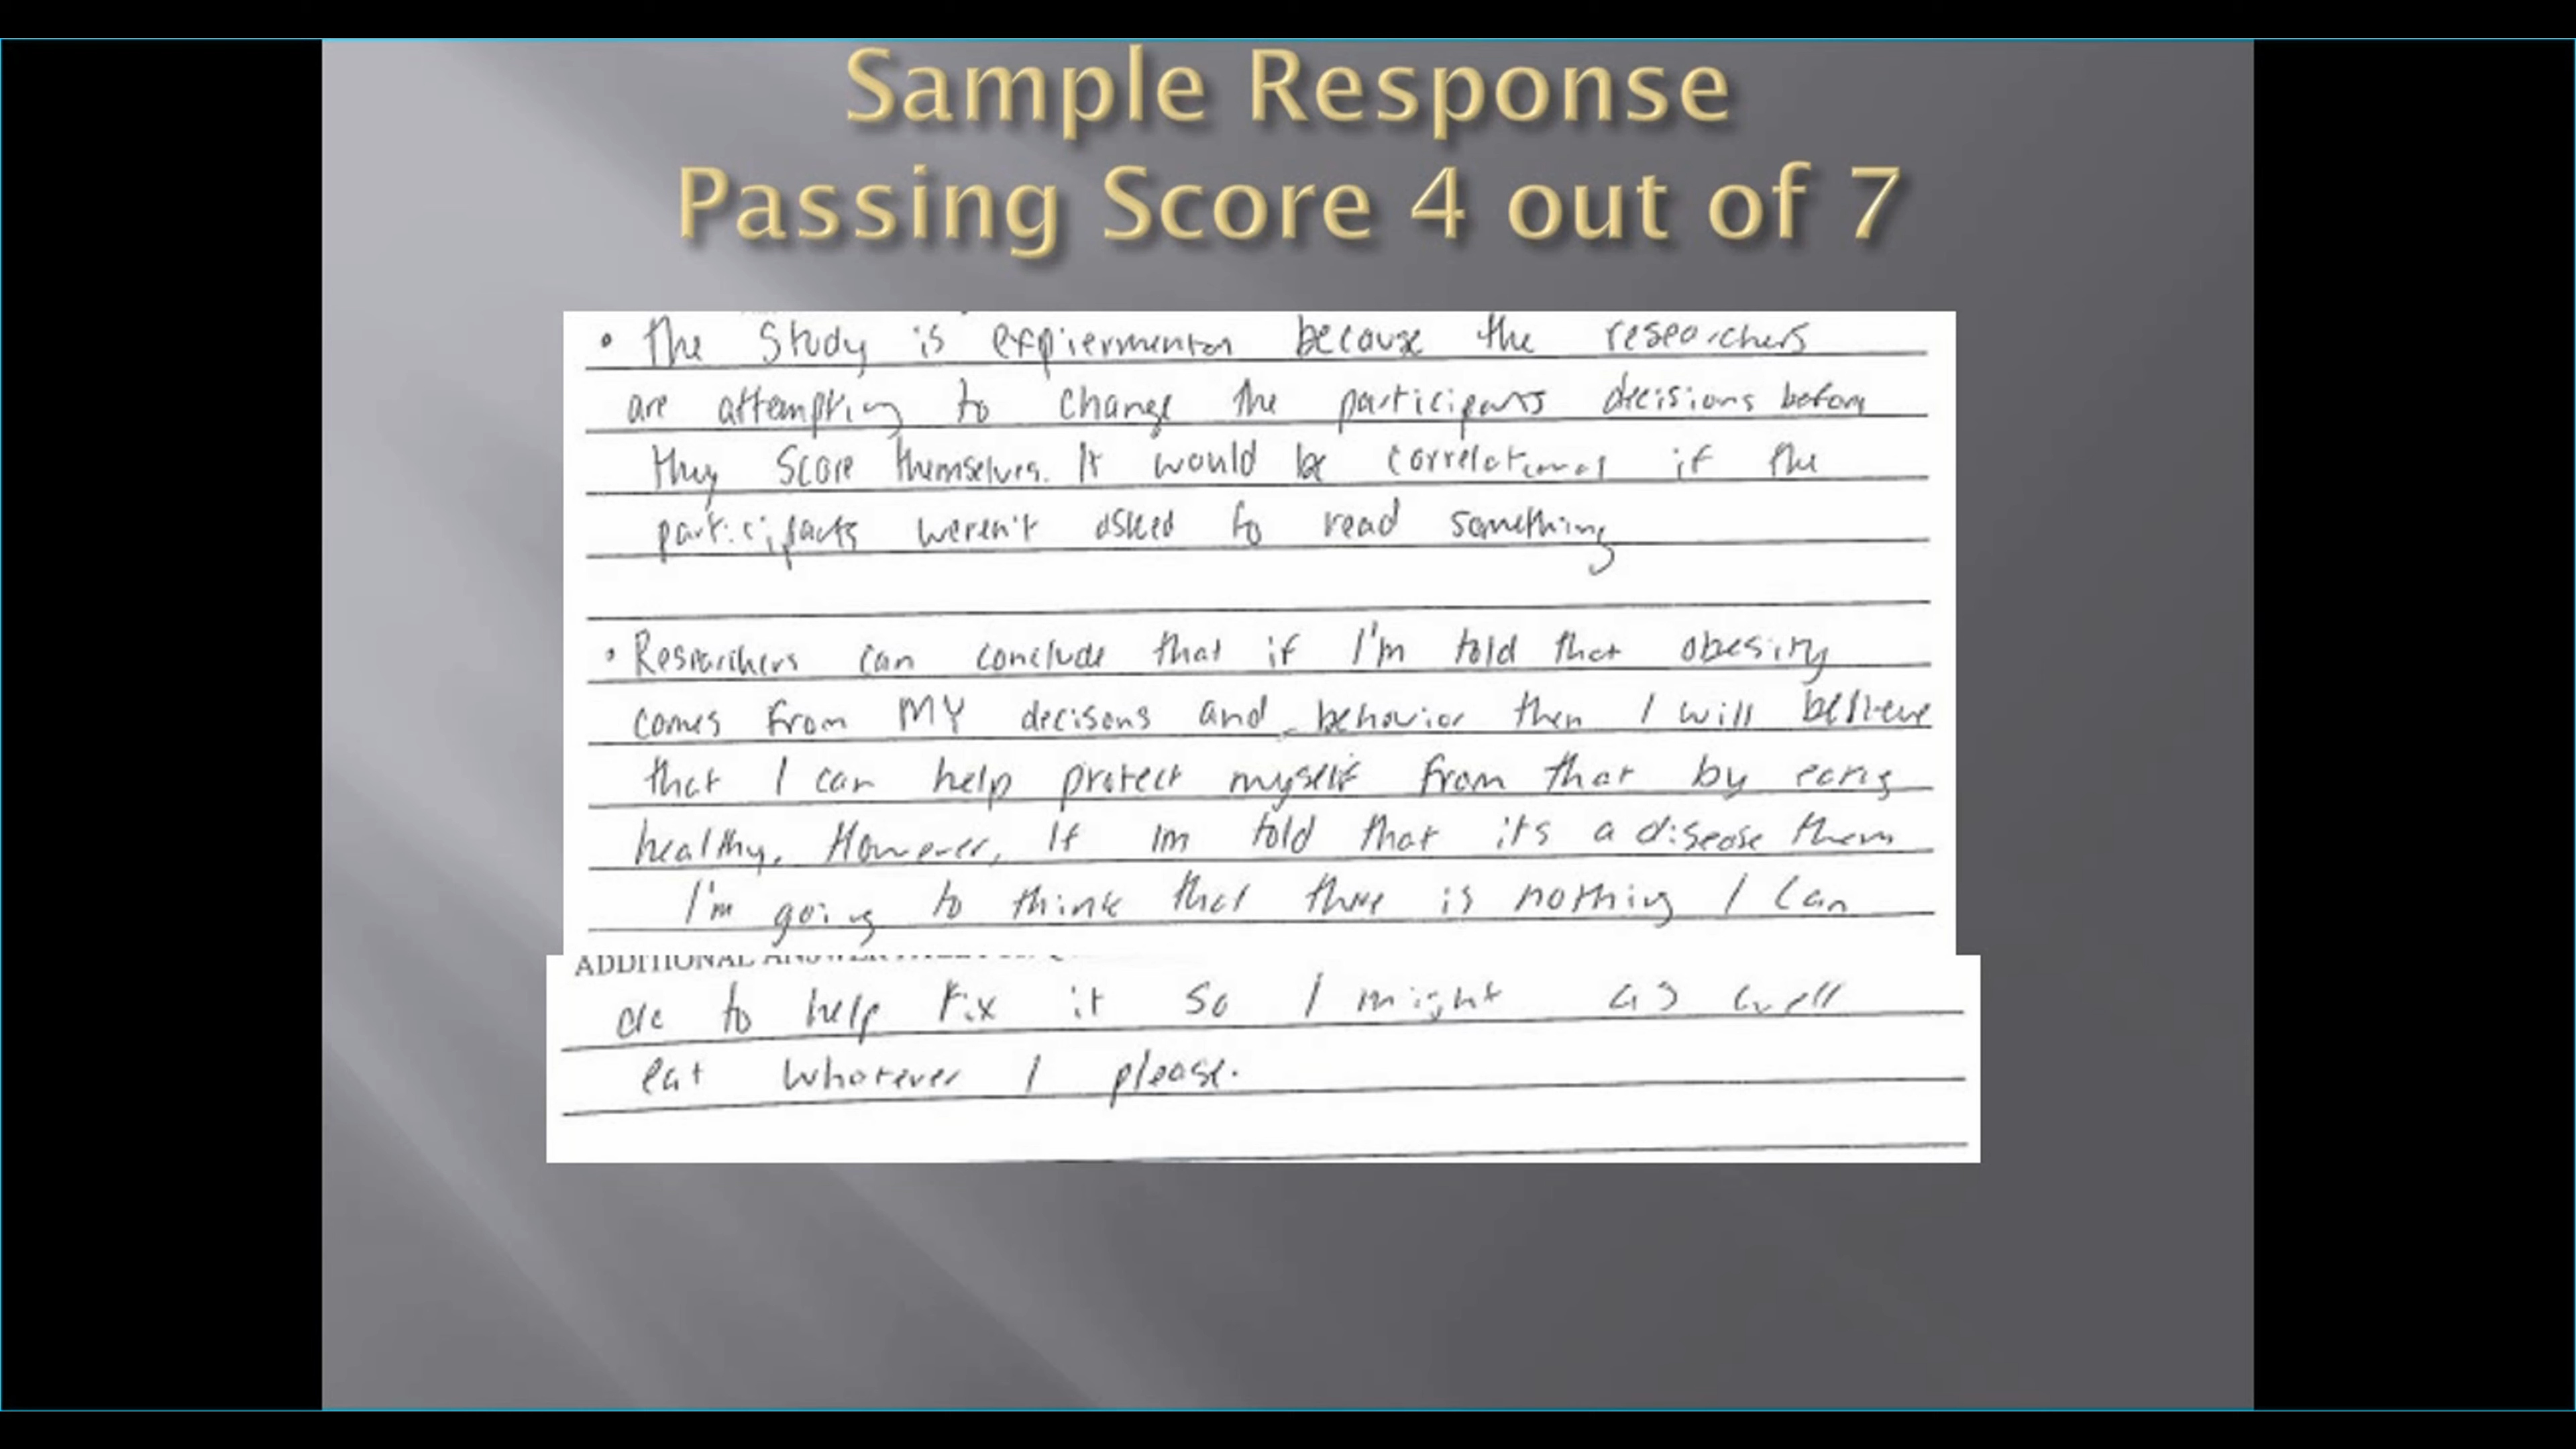 Sample Response
Passing Score 4 out of 7
• The Study is expiermental because the researchers
are attempting to change the participants decisions before
they score themselves. It would be correlational if the
participants weren't asked to read something
• Researchers can conclude that if I'm told that obesity
comes from MY decisons and behavior then I will believe
that I can help protect myself from that by eating
healthy. However, If Im told that its a disease then
I'm going to think that there is nothing I can
ADDITIONAL ANSWER
do to help fix it so I might as well
eat whatever I please.